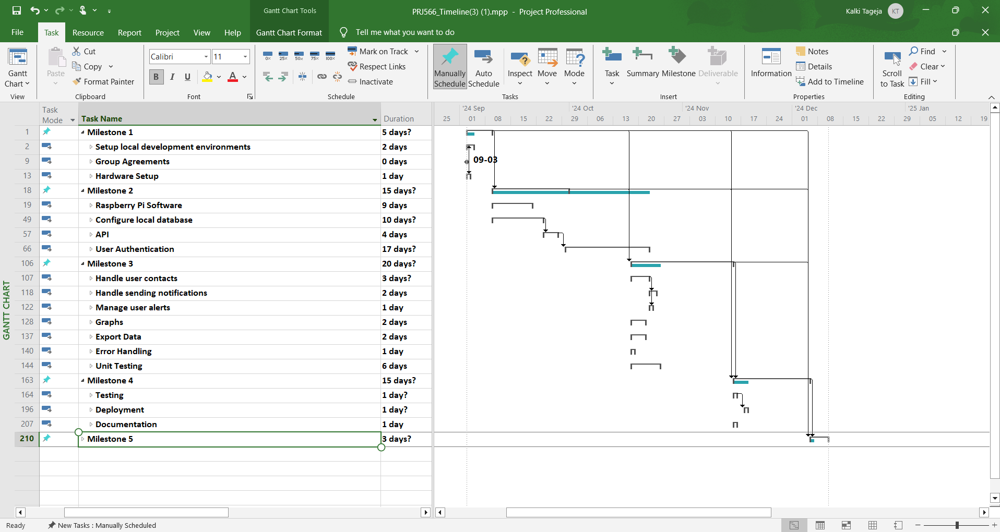 Gantt Chart Tools
PRJ566_Timeline(3) (1).mpp - Project Professional
Kalki Tageja
KT
File
Task
Resource
Report
Project
View
Help
Gantt Chart Format
Tell me what you want to do
Gantt
Chart
View
Paste
Cut
Copy
Format Painter
Clipboard
Calibri
11
B I U
A
Font
0% 25% 50% 75% 100%
Mark on Track
Respect Links
Inactivate
Schedule
Manually
Schedule
Auto
Schedule
Inspect
Move
Mode
Tasks
Task
Summary
Milestone
Deliverable
Insert
Information
Notes
Details
Add to Timeline
Properties
Scroll
to Task
Find
Clear
Fill
Editing
Task
Mode
Task Name
Duration
'24 Sep '24 Oct '24 Nov '24 Dec '25 Jan
25 01 08 15 22 29 06 13 20 27 03 10 17 24 01 08 15 22 29 05 12 19
1 Milestone 1 5 days?
2 Setup local development environments 2 days
9 Group Agreements 0 days
09-03
13 Hardware Setup 1 day
18 Milestone 2 15 days?
19 Raspberry Pi Software 9 days
49 Configure local database 10 days?
57 API 4 days
66 User Authentication 17 days?
106 Milestone 3 20 days?
107 Handle user contacts 3 days?
118 Handle sending notifications 2 days
122 Manage user alerts 1 day
128 Graphs 2 days
137 Export Data 2 days
140 Error Handling 1 day
144 Unit Testing 6 days
163 Milestone 4 15 days?
164 Testing 1 day?
196 Deployment 1 day?
207 Documentation 1 day
210 Milestone 5 3 days?
GANTT CHART
Ready
New Tasks : Manually Scheduled